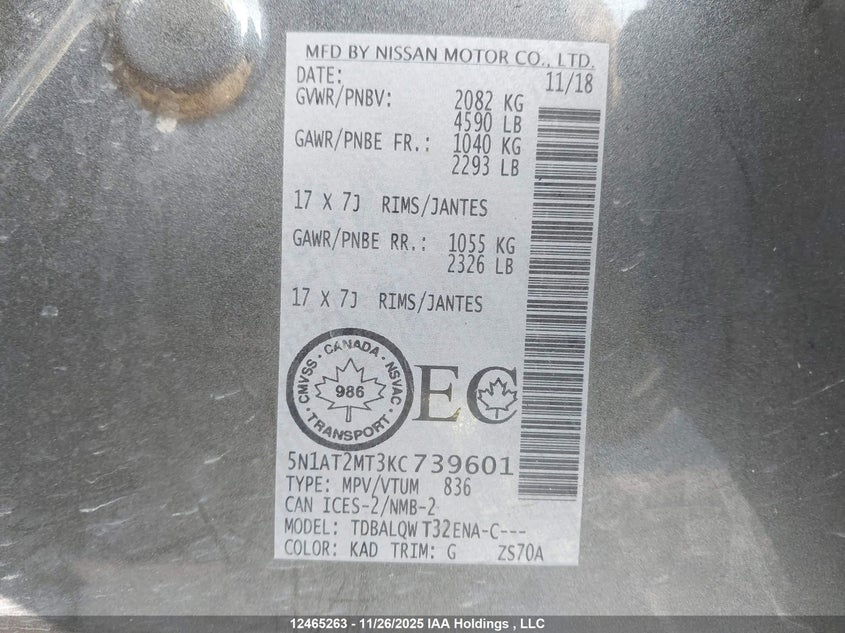 MFD BY NISSAN MOTOR CO., LTD.
DATE: 11/18
GVWR/PNBV: 2082 KG
4590 LB
GAWR/PNBE FR.: 1040 KG
2293 LB
17 X 7J RIMS/JANTES
GAWR/PNBE RR.: 1055 KG
2326 LB
17 X 7J RIMS/JANTES
CMVSS · CANADA · NSVAC
986
· TRANSPORT ·
EC
5N1AT2MT3KC739601
TYPE: MPV/VTUM 836
CAN ICES-2/NMB-2
MODEL: TDBALQW T32ENA-C---
COLOR: KAD TRIM: G ZS70A
12465263 - 11/26/2025 IAA Holdings , LLC